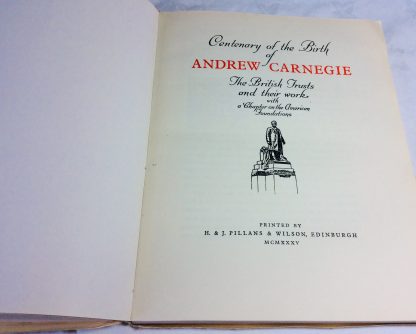 Centenary of the Birth
of
ANDREW CARNEGIE
The British Trusts
and their work
with
a Chapter on the American
Foundations
PRINTED BY
H. & J. PILLANS & WILSON, EDINBURGH
MCMXXXV